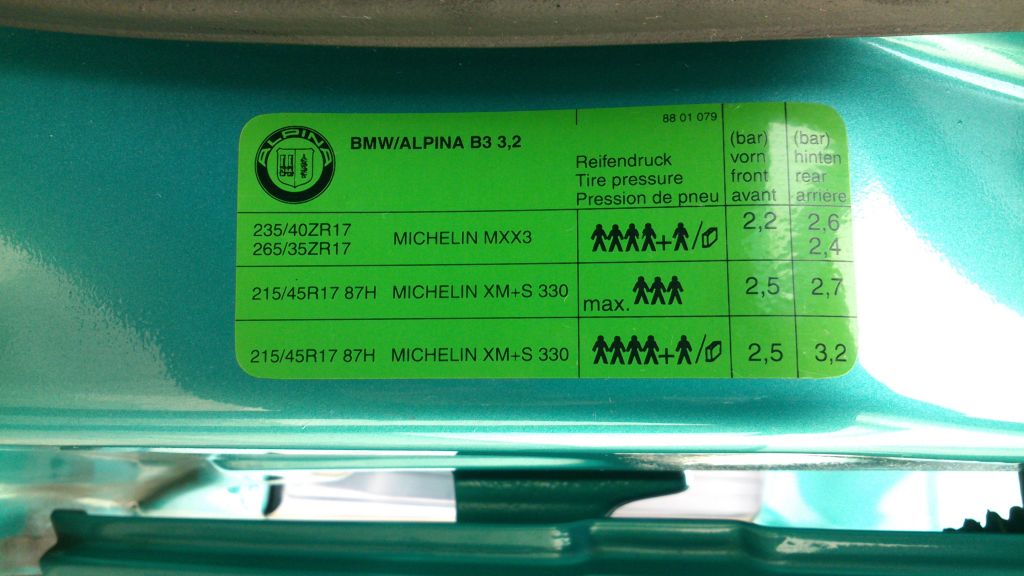 ALPINA
BMW/ALPINA B3 3,2
88 01 079
Reifendruck
Tire pressure
Pression de pneu
(bar)
vorn
front
avant
(bar)
hinten
rear
arrière
235/40ZR17
265/35ZR17
MICHELIN MXX3
+ /
2,2
2,6
2,4
215/45R17 87H MICHELIN XM+S 330 max. 2,5 2,7
215/45R17 87H MICHELIN XM+S 330 + / 2,5 3,2